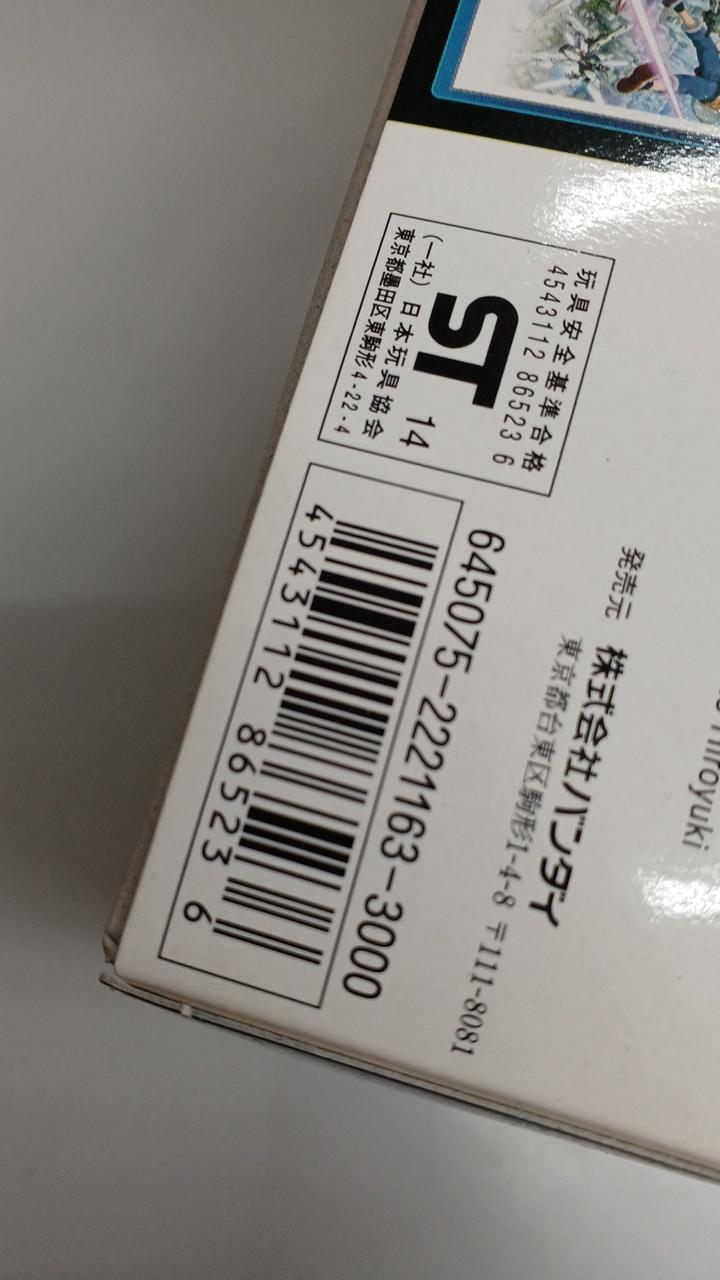 玩具安全基準合格
4543112 86523 6
ST 14
(一社) 日本玩具協会
東京都墨田区東駒形4-22-4
発売元 株式会社バンダイ
東京都台東区駒形1-4-8 〒111-8081
645075-2221163-3000
4543112 86523 6
Hiroyuki